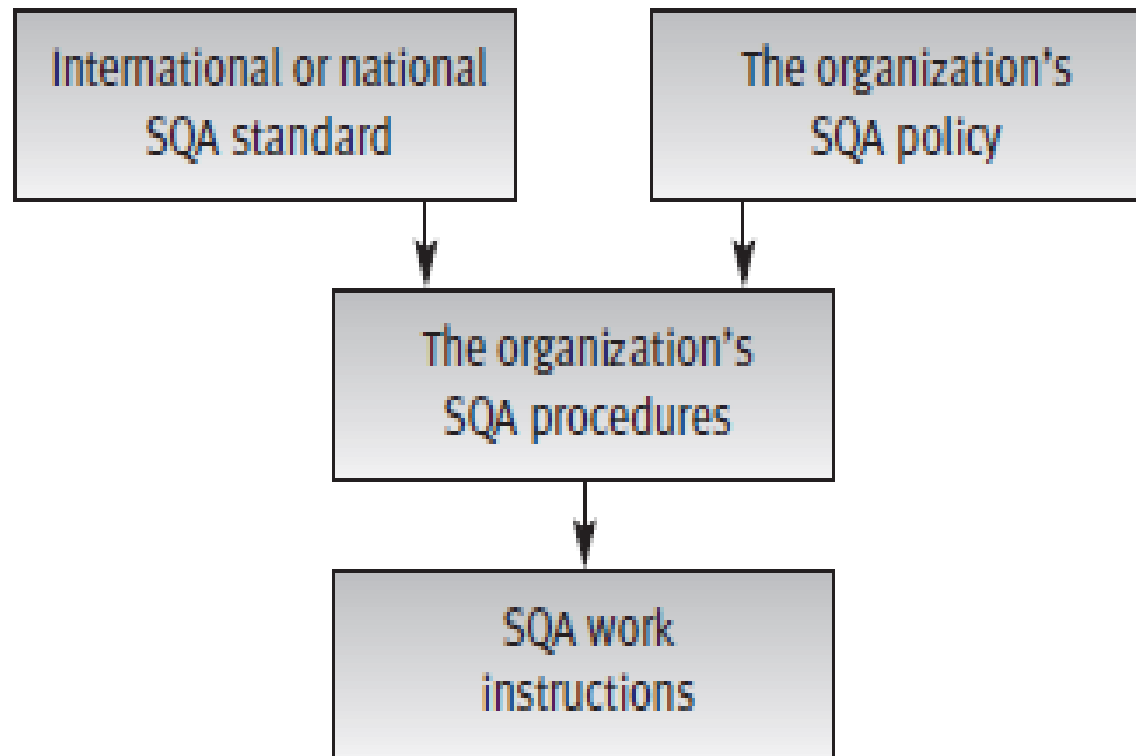 International or national
SQA standard
The organization's
SQA policy
The organization's
SQA procedures
SQA work
instructions